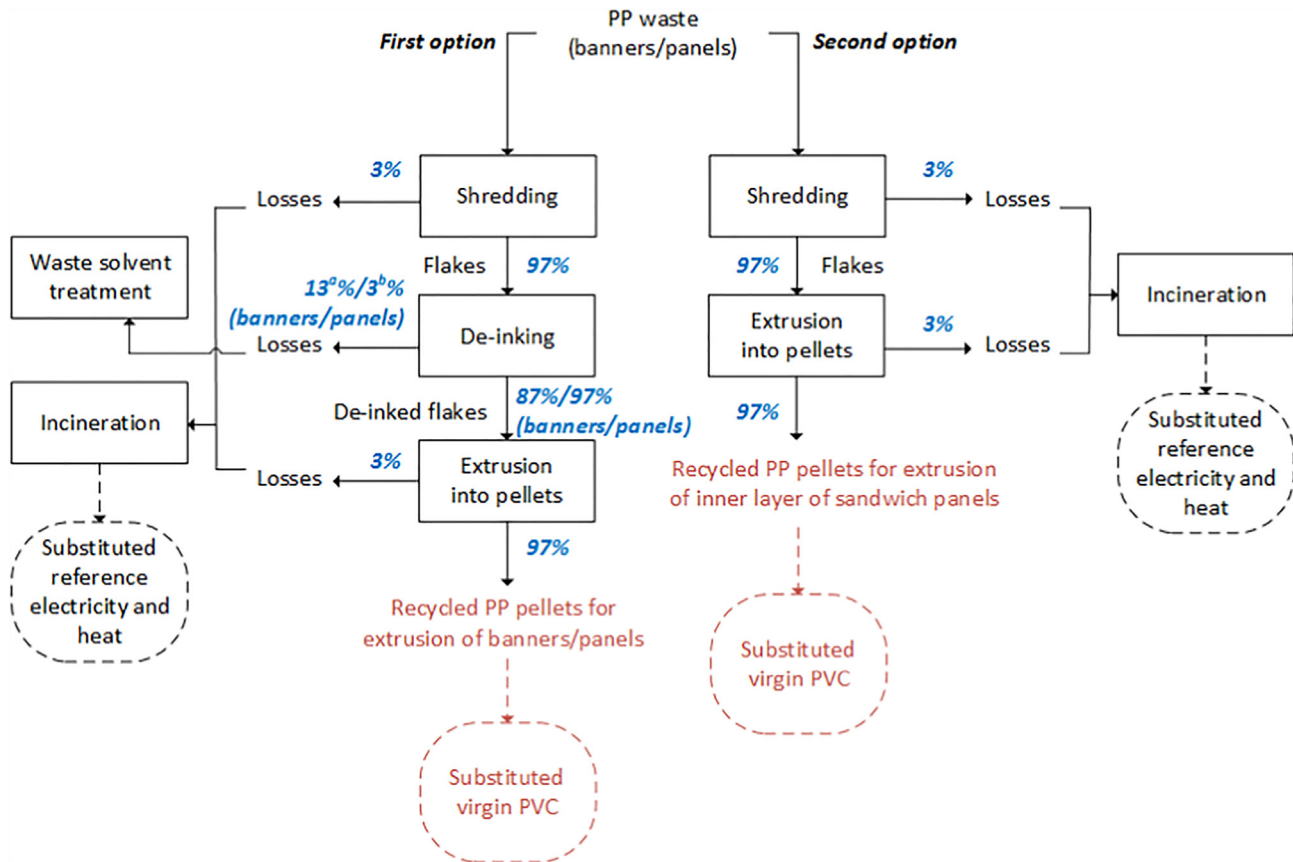 PP waste
(banners/panels)
First option
Second option
3%
Losses
Shredding
Flakes
97%
Waste solvent
treatment
13ᵃ%/3ᵇ%
(banners/panels)
Losses
De-inking
87%/97%
(banners/panels)
De-inked flakes
Incineration
3%
Losses
Extrusion
into pellets
97%
Substituted
reference
electricity and
heat
Recycled PP pellets for
extrusion of banners/panels
Substituted
virgin PVC
Shredding
3%
Losses
97%
Flakes
Extrusion
into pellets
3%
Losses
Incineration
97%
Substituted
reference
electricity and
heat
Recycled PP pellets for extrusion
of inner layer of sandwich panels
Substituted
virgin PVC